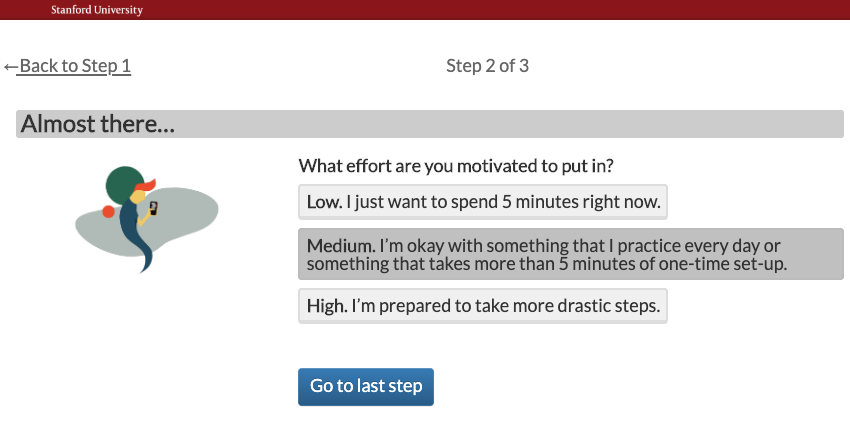 Stanford University
←Back to Step 1
Step 2 of 3
Almost there...
What effort are you motivated to put in?
Low. I just want to spend 5 minutes right now.
Medium. I'm okay with something that I practice every day or
something that takes more than 5 minutes of one-time set-up.
High. I'm prepared to take more drastic steps.
Go to last step